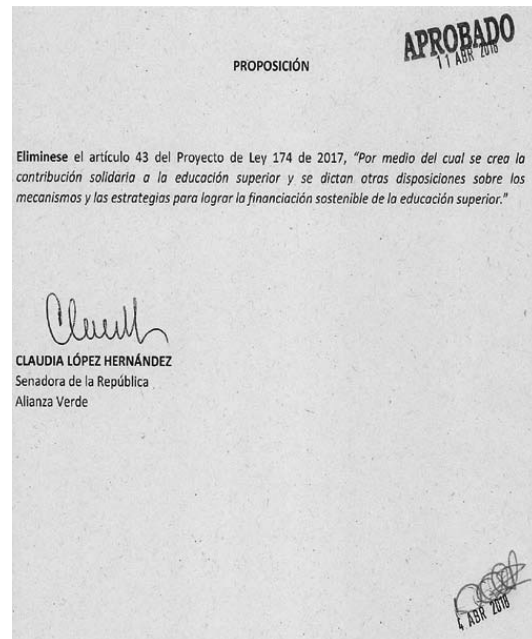 APROBADO
11 ABR 2018
PROPOSICIÓN
Eliminese el artículo 43 del Proyecto de Ley 174 de 2017, "Por medio del cual se crea la
contribución solidaria a la educación superior y se dictan otras disposiciones sobre los
mecanismos y las estrategias para lograr la financiación sostenible de la educación superior."
CLAUDIA LÓPEZ HERNÁNDEZ
Senadora de la República
Alianza Verde
4 ABR 2018